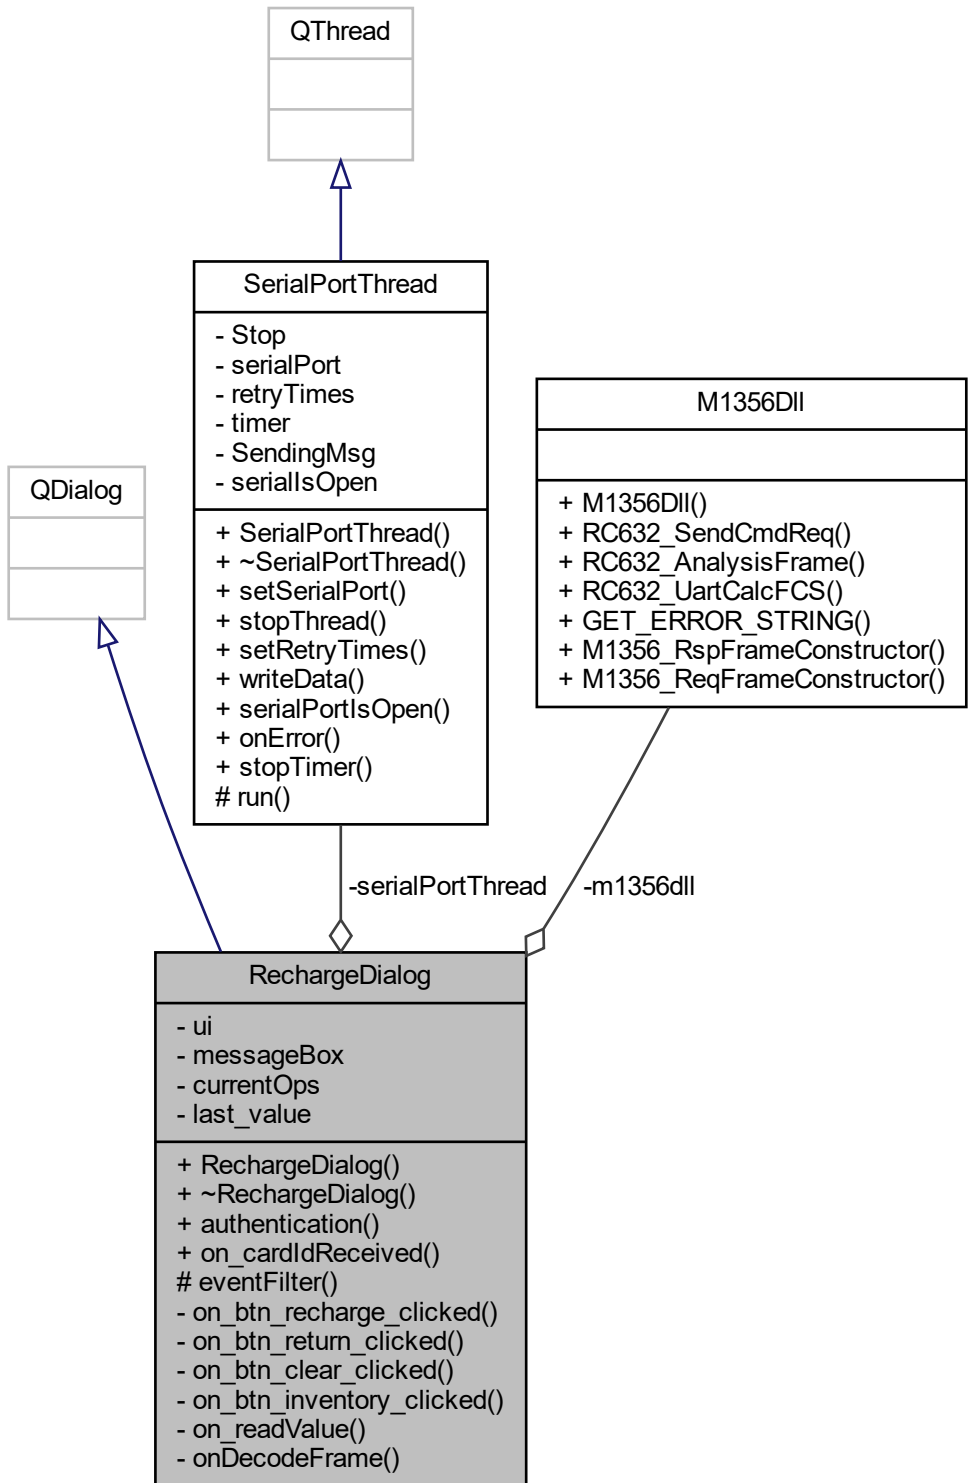 QThread
SerialPortThread
- Stop
- serialPort
- retryTimes
- timer
- SendingMsg
- serialIsOpen
+ SerialPortThread()
+ ~SerialPortThread()
+ setSerialPort()
+ stopThread()
+ setRetryTimes()
+ writeData()
+ serialPortIsOpen()
+ onError()
+ stopTimer()
# run()
M1356Dll
+ M1356Dll()
+ RC632_SendCmdReq()
+ RC632_AnalysisFrame()
+ RC632_UartCalcFCS()
+ GET_ERROR_STRING()
+ M1356_RspFrameConstructor()
+ M1356_ReqFrameConstructor()
QDialog
-serialPortThread
-m1356dll
RechargeDialog
- ui
- messageBox
- currentOps
- last_value
+ RechargeDialog()
+ ~RechargeDialog()
+ authentication()
+ on_cardIdReceived()
# eventFilter()
- on_btn_recharge_clicked()
- on_btn_return_clicked()
- on_btn_clear_clicked()
- on_btn_inventory_clicked()
- on_readValue()
- onDecodeFrame()